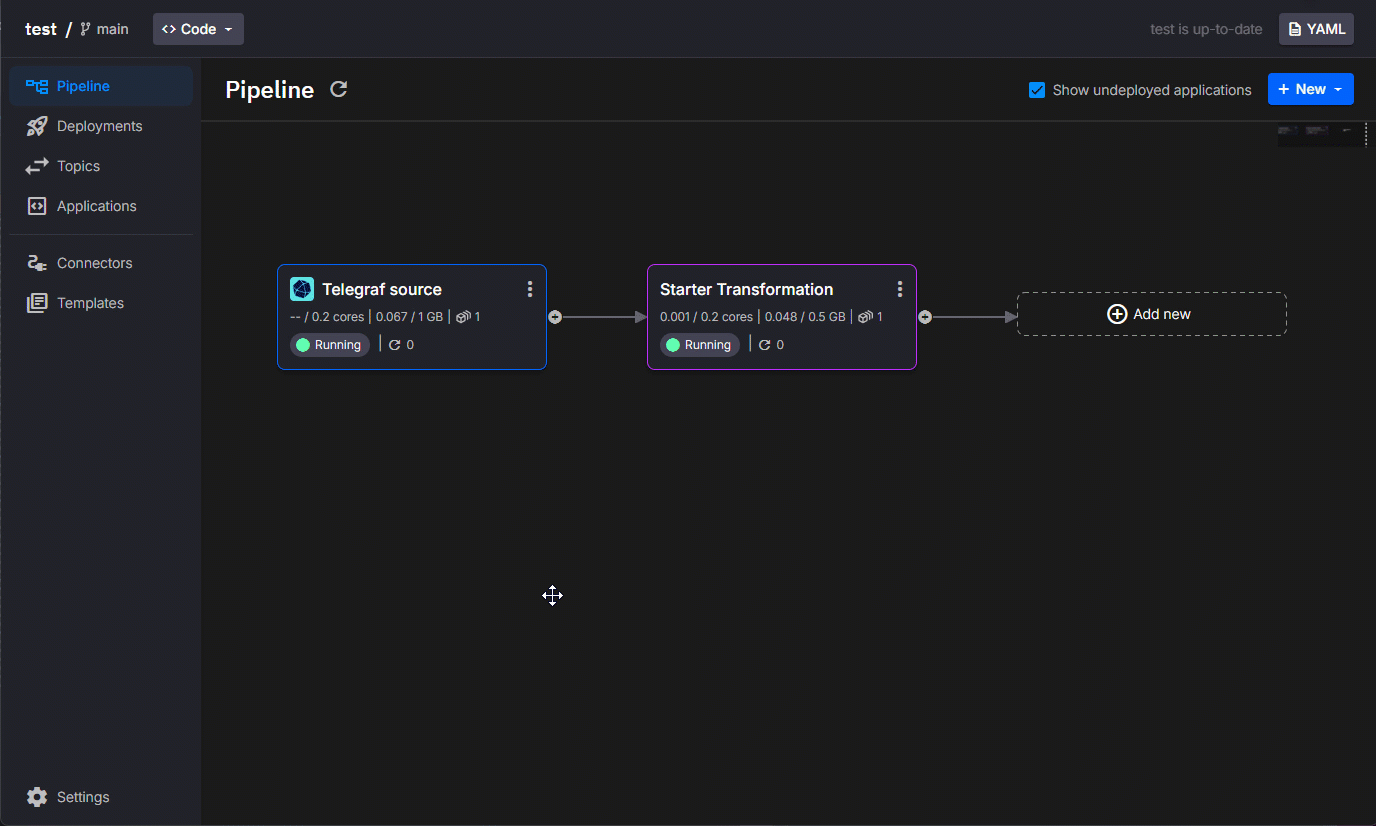 test / main
<> Code
test is up-to-date
YAML
Pipeline
Deployments
Topics
Applications
Connectors
Templates
Settings
Pipeline
Show undeployed applications
+ New
Telegraf source
-- / 0.2 cores | 0.067 / 1 GB | 1
Running | 0
Starter Transformation
0.001 / 0.2 cores | 0.048 / 0.5 GB | 1
Running | 0
Add new